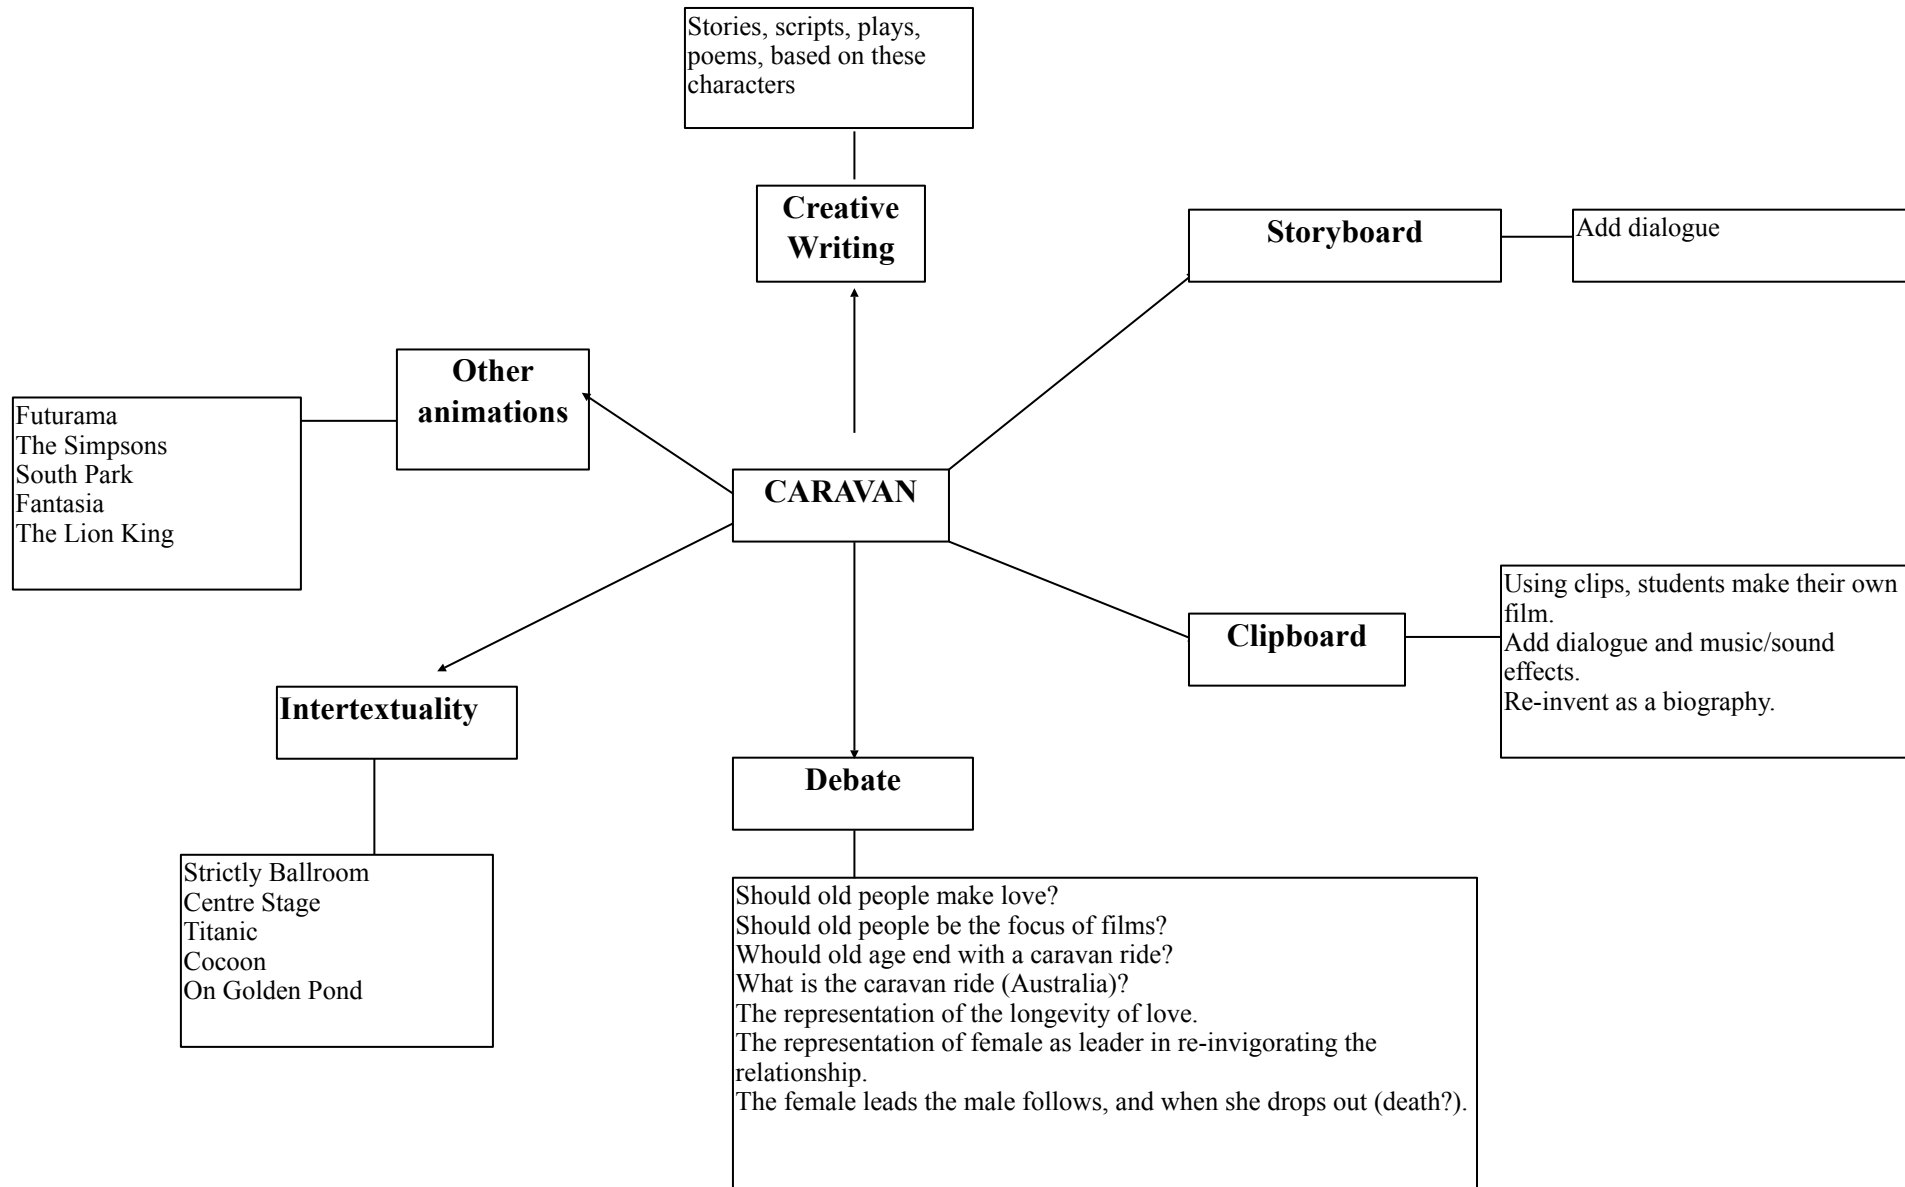 Stories, scripts, plays,
poems, based on these
characters
Creative
Writing
Storyboard
Add dialogue
Other
animations
Futurama
The Simpsons
South Park
Fantasia
The Lion King
CARAVAN
Using clips, students make their own
film.
Add dialogue and music/sound
effects.
Re-invent as a biography.
Clipboard
Intertextuality
Debate
Strictly Ballroom
Centre Stage
Titanic
Cocoon
On Golden Pond
Should old people make love?
Should old people be the focus of films?
Whould old age end with a caravan ride?
What is the caravan ride (Australia)?
The representation of the longevity of love.
The representation of female as leader in re-invigorating the
relationship.
The female leads the male follows, and when she drops out (death?).